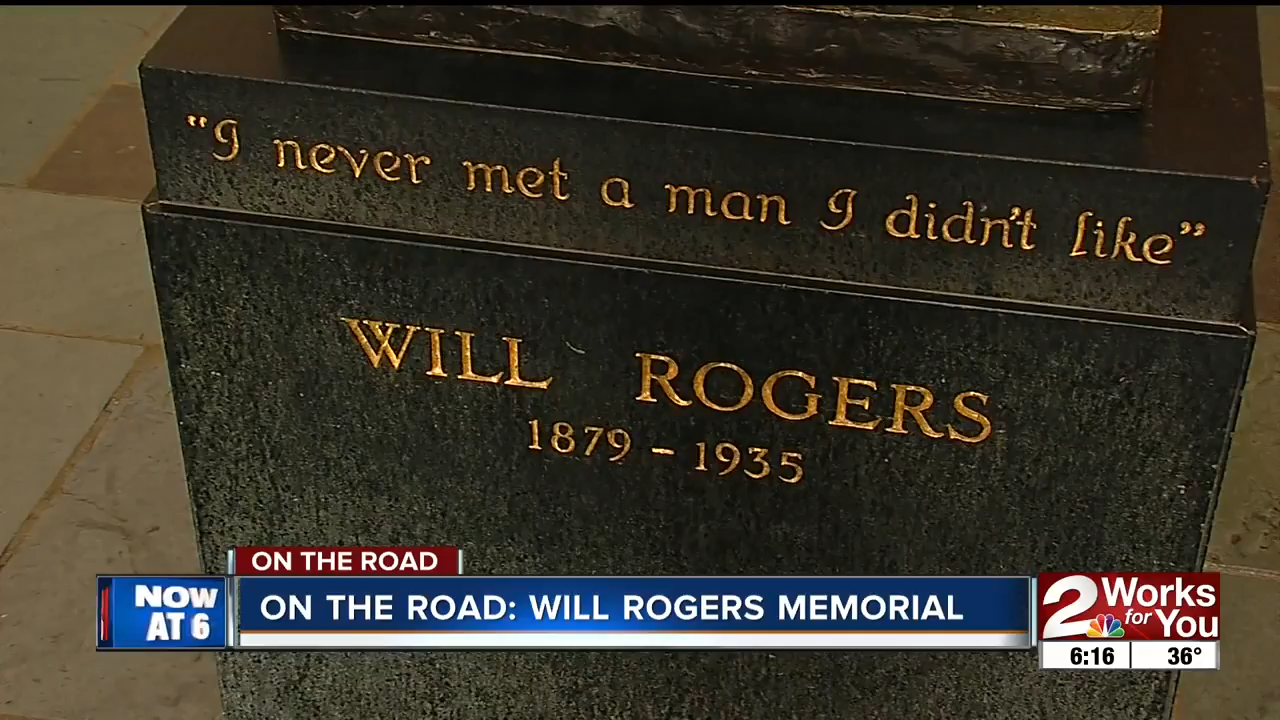 “I never met a man I didn't like”
WILL ROGERS
1879 – 1935
ON THE ROAD
NOW
AT 6
ON THE ROAD: WILL ROGERS MEMORIAL
2 Works
for You
6:16
36°